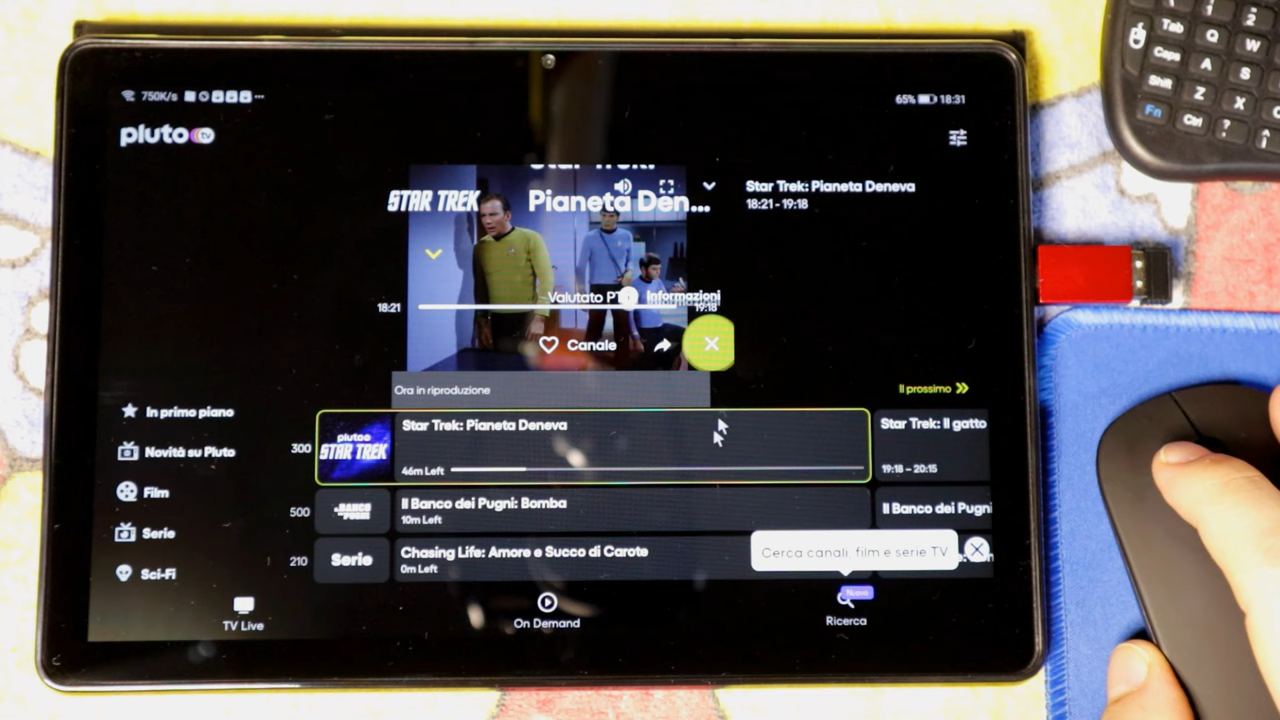 750K/s
65% 18:31
pluto tv
STAR TREK
Star Trek:
Pianeta Den...
Star Trek: Pianeta Deneva
18:21 - 19:18
18:21
Valutato
Informazioni
19:18
Canale
Ora in riproduzione
Il prossimo
In primo piano
Novità su Pluto
Film
Serie
Sci-Fi
300
pluto
STAR TREK
Star Trek: Pianeta Deneva
46m Left
Star Trek: Il gatto
19:18 – 20:15
500
BANCO
Il Banco dei Pugni: Bomba
10m Left
Il Banco dei Pugni
210
Serie
Chasing Life: Amore e Succo di Carote
0m Left
Cerca canali, film e serie TV
TV Live
On Demand
Nuovo
Ricerca
Tab Q W
Caps A S
Shift Z X
Fn Ctrl ?